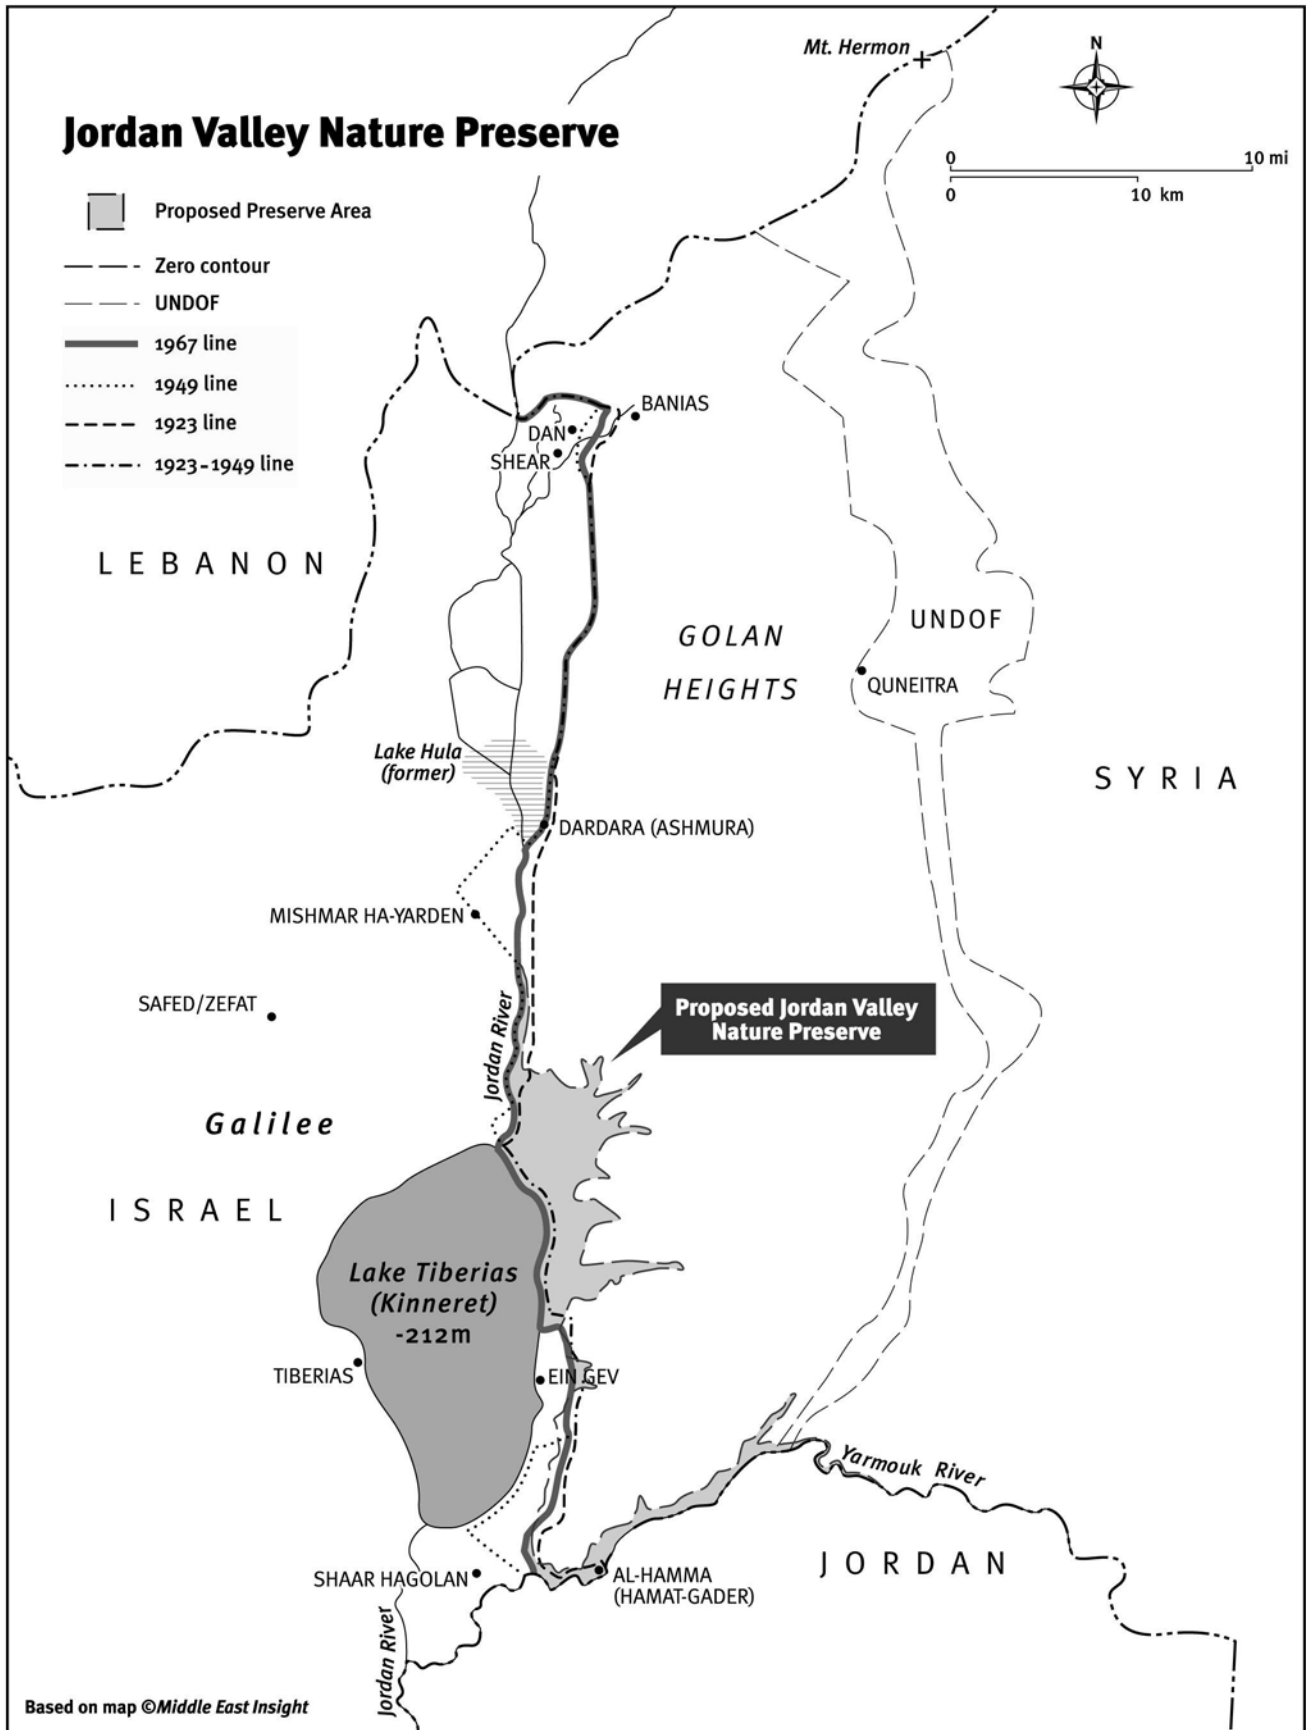 Mt. Hermon
N
Jordan Valley Nature Preserve
0 10 mi
0 10 km
Proposed Preserve Area
Zero contour
UNDOF
1967 line
1949 line
1923 line
1923-1949 line
BANIAS
DAN
SHEAR
LEBANON
UNDOF
GOLAN
HEIGHTS
QUNEITRA
Lake Hula
(former)
SYRIA
DARDARA (ASHMURA)
MISHMAR HA-YARDEN
SAFED/ZEFAT
Jordan River
Proposed Jordan Valley
Nature Preserve
Galilee
ISRAEL
Lake Tiberias
(Kinneret)
-212m
TIBERIAS
EIN GEV
Yarmouk River
JORDAN
SHAAR HAGOLAN
AL-HAMMA
(HAMAT-GADER)
Jordan River
Based on map ©Middle East Insight